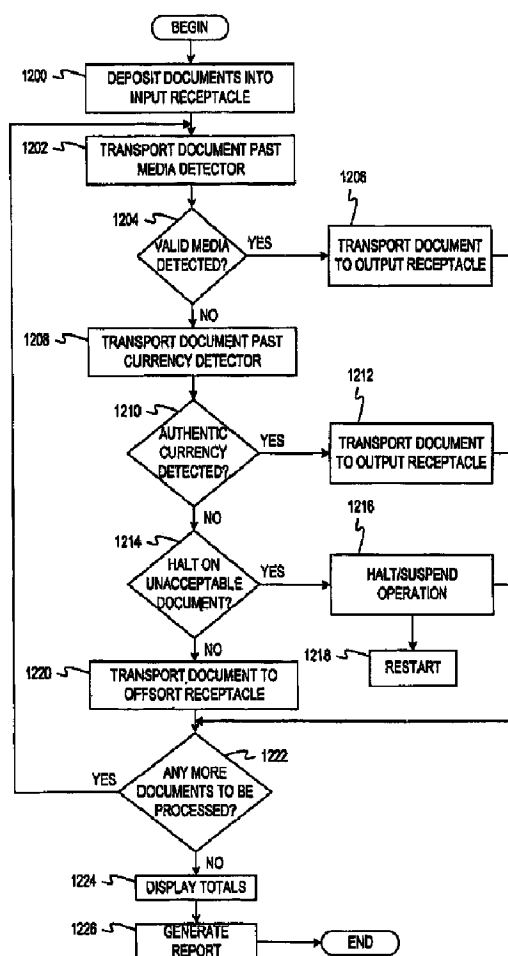 BEGIN
1200
DEPOSIT DOCUMENTS INTO
INPUT RECEPTACLE
1202
TRANSPORT DOCUMENT PAST
MEDIA DETECTOR
1204
VALID MEDIA
DETECTED?
YES
1206
TRANSPORT DOCUMENT
TO OUTPUT RECEPTACLE
NO
1208
TRANSPORT DOCUMENT PAST
CURRENCY DETECTOR
1210
AUTHENTIC
CURRENCY
DETECTED?
YES
1212
TRANSPORT DOCUMENT
TO OUTPUT RECEPTACLE
NO
1214
HALT ON
UNACCEPTABLE
DOCUMENT?
YES
1216
HALT/SUSPEND
OPERATION
1218
RESTART
NO
1220
TRANSPORT DOCUMENT TO
OFFSORT RECEPTACLE
1222
ANY MORE
DOCUMENTS TO BE
PROCESSED?
YES
NO
1224
DISPLAY TOTALS
1226
GENERATE
REPORT
END